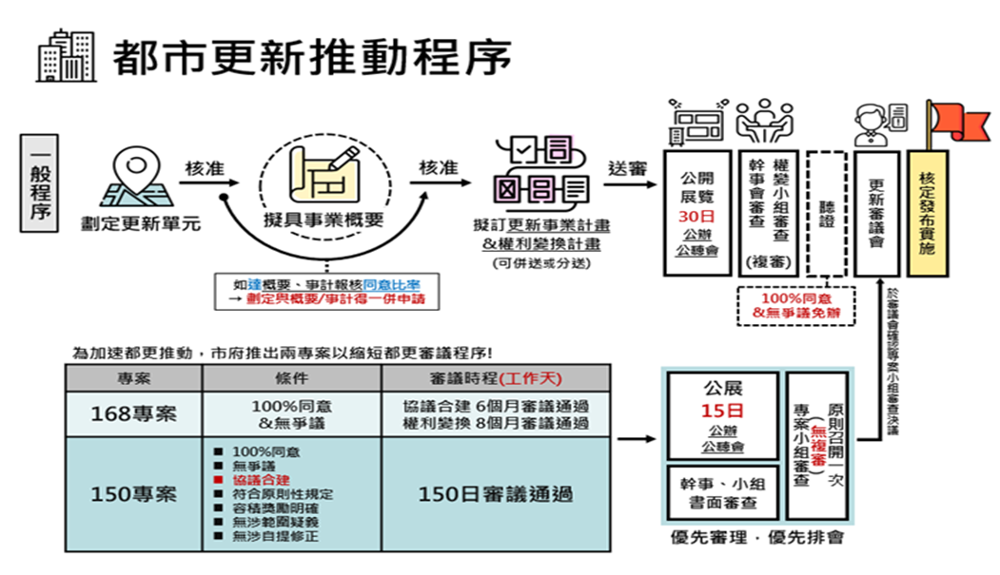 都市更新推動程序
一般程序
劃定更新單元
核准
擬具事業概要
核准
擬訂更新事業計畫
&權利變換計畫
(可併送或分送)
送審
如達概要、事計報核同意比率
→ 劃定與概要/事計得一併申請
公開
展覽
30日
公辦
公聽會
權變小組審查
幹事會審查
(複審)
聽證
100%同意
&無爭議免辦
更新審議會
核定發布實施
於審議會確認專案小組審查決議
為加速都更推動，市府推出兩專案以縮短都更審議程序!
專案
條件
審議時程(工作天)
168專案
100%同意
&無爭議
協議合建 6個月審議通過
權利變換 8個月審議通過
150專案
■ 100%同意
■ 無爭議
■ 協議合建
■ 符合原則性規定
■ 容積獎勵明確
■ 無涉範圍疑義
■ 無涉自提修正
150日審議通過
公展
15日
公辦
公聽會
幹事、小組
書面審查
原則召開一次
(無複審)
專案小組審查
優先審理．優先排會